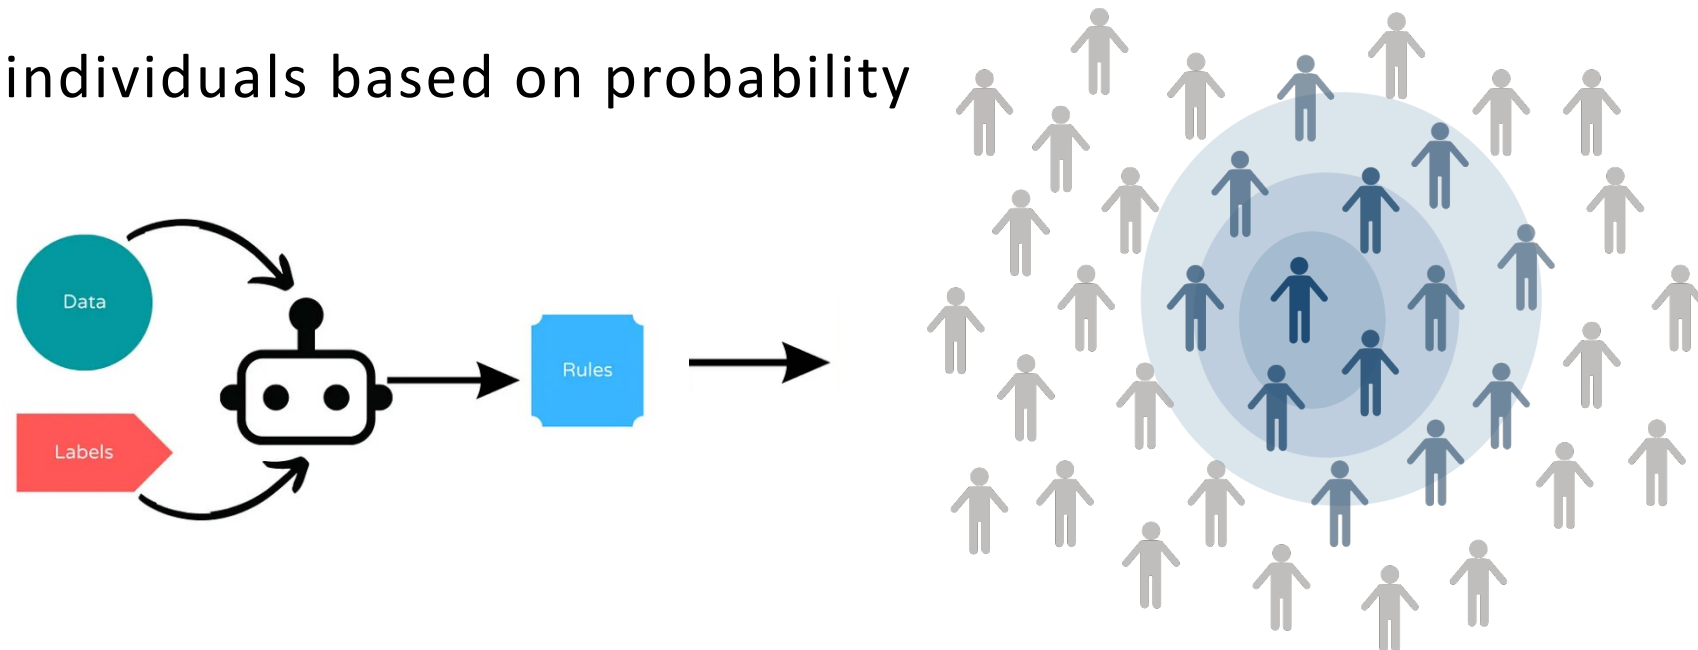 individuals based on probability
Data
Rules
Labels